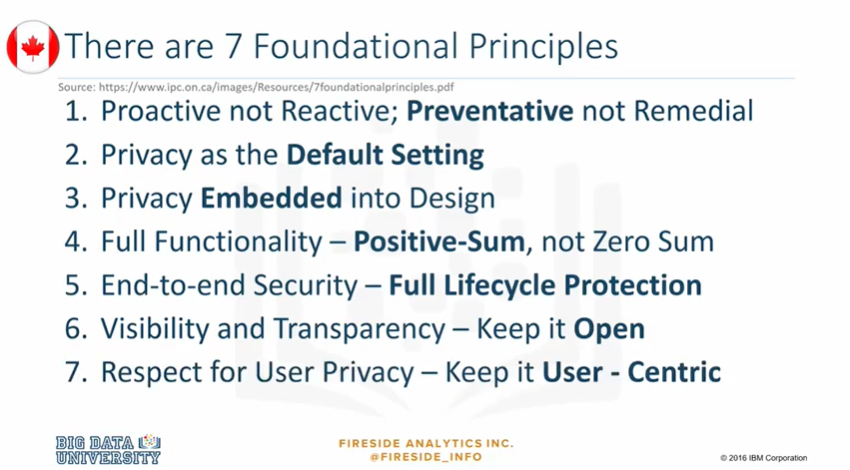 There are 7 Foundational Principles
Source: https://www.ipc.on.ca/images/Resources/7foundationalprinciples.pdf
1. Proactive not Reactive; Preventative not Remedial
2. Privacy as the Default Setting
3. Privacy Embedded into Design
4. Full Functionality – Positive-Sum, not Zero Sum
5. End-to-end Security – Full Lifecycle Protection
6. Visibility and Transparency – Keep it Open
7. Respect for User Privacy – Keep it User - Centric
BIG DATA
UNIVERSITY
FIRESIDE ANALYTICS INC.
@FIRESIDE_INFO
© 2016 IBM Corporation